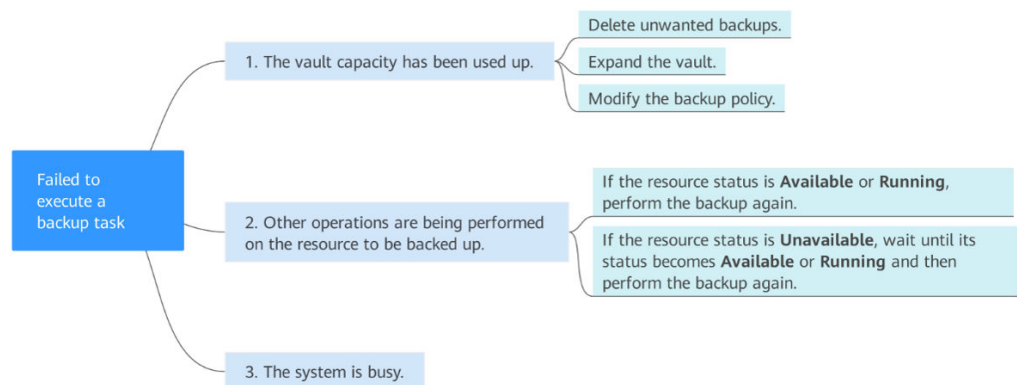 Failed to
execute a
backup task
1. The vault capacity has been used up.
Delete unwanted backups.
Expand the vault.
Modify the backup policy.
2. Other operations are being performed
on the resource to be backed up.
If the resource status is Available or Running,
perform the backup again.
If the resource status is Unavailable, wait until its
status becomes Available or Running and then
perform the backup again.
3. The system is busy.